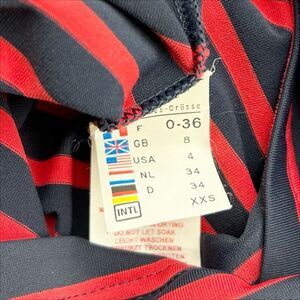 Grösse
F 0-36
GB 8
USA 4
NL 34
D 34
INTL XXS
DO NOT LET SOAK
LEICHT WASCHEN